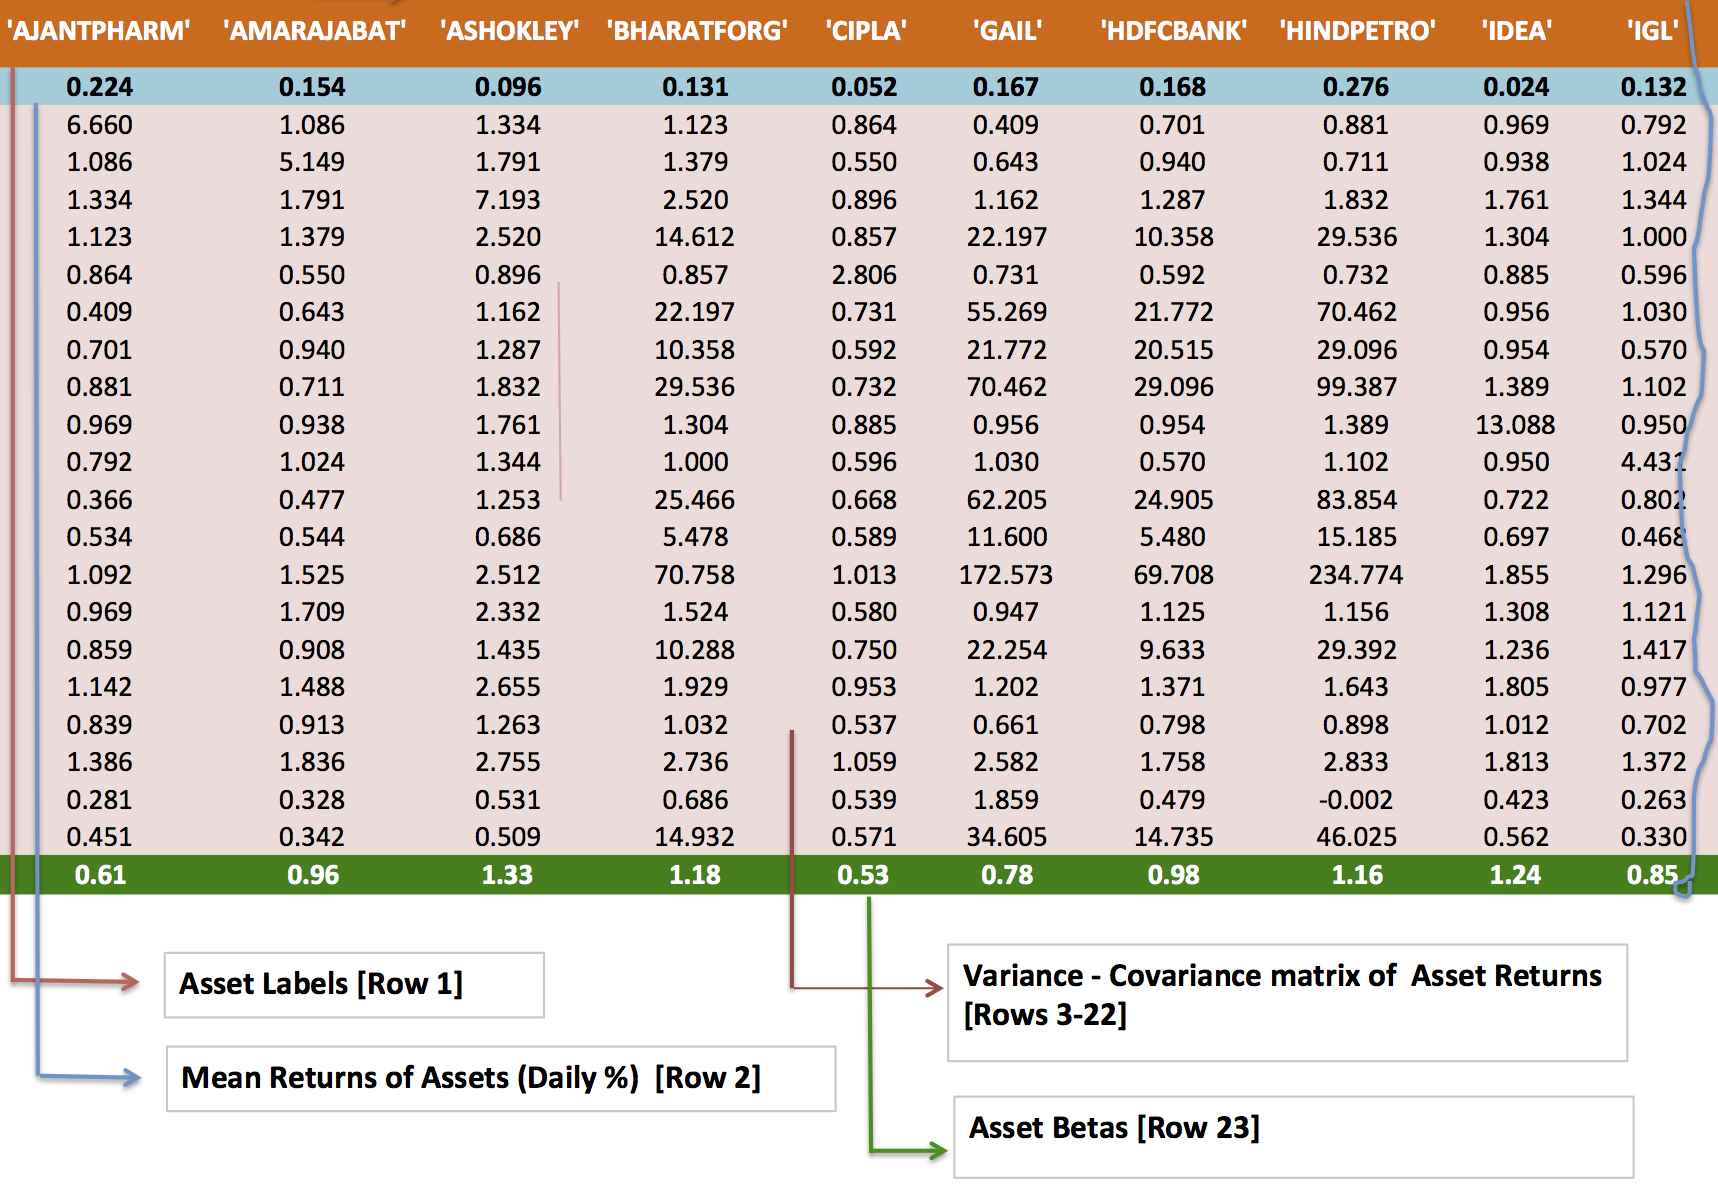 'AJANTPHARM' 'AMARAJABAT' 'ASHOKLEY' 'BHARATFORG' 'CIPLA' 'GAIL' 'HDFCBANK' 'HINDPETRO' 'IDEA' 'IGL'
0.224 0.154 0.096 0.131 0.052 0.167 0.168 0.276 0.024 0.132
6.660 1.086 1.334 1.123 0.864 0.409 0.701 0.881 0.969 0.792
1.086 5.149 1.791 1.379 0.550 0.643 0.940 0.711 0.938 1.024
1.334 1.791 7.193 2.520 0.896 1.162 1.287 1.832 1.761 1.344
1.123 1.379 2.520 14.612 0.857 22.197 10.358 29.536 1.304 1.000
0.864 0.550 0.896 0.857 2.806 0.731 0.592 0.732 0.885 0.596
0.409 0.643 1.162 22.197 0.731 55.269 21.772 70.462 0.956 1.030
0.701 0.940 1.287 10.358 0.592 21.772 20.515 29.096 0.954 0.570
0.881 0.711 1.832 29.536 0.732 70.462 29.096 99.387 1.389 1.102
0.969 0.938 1.761 1.304 0.885 0.956 0.954 1.389 13.088 0.950
0.792 1.024 1.344 1.000 0.596 1.030 0.570 1.102 0.950 4.431
0.366 0.477 1.253 25.466 0.668 62.205 24.905 83.854 0.722 0.802
0.534 0.544 0.686 5.478 0.589 11.600 5.480 15.185 0.697 0.468
1.092 1.525 2.512 70.758 1.013 172.573 69.708 234.774 1.855 1.296
0.969 1.709 2.332 1.524 0.580 0.947 1.125 1.156 1.308 1.121
0.859 0.908 1.435 10.288 0.750 22.254 9.633 29.392 1.236 1.417
1.142 1.488 2.655 1.929 0.953 1.202 1.371 1.643 1.805 0.977
0.839 0.913 1.263 1.032 0.537 0.661 0.798 0.898 1.012 0.702
1.386 1.836 2.755 2.736 1.059 2.582 1.758 2.833 1.813 1.372
0.281 0.328 0.531 0.686 0.539 1.859 0.479 -0.002 0.423 0.263
0.451 0.342 0.509 14.932 0.571 34.605 14.735 46.025 0.562 0.330
0.61 0.96 1.33 1.18 0.53 0.78 0.98 1.16 1.24 0.85
Asset Labels [Row 1]
Mean Returns of Assets (Daily %) [Row 2]
Variance - Covariance matrix of Asset Returns
[Rows 3-22]
Asset Betas [Row 23]